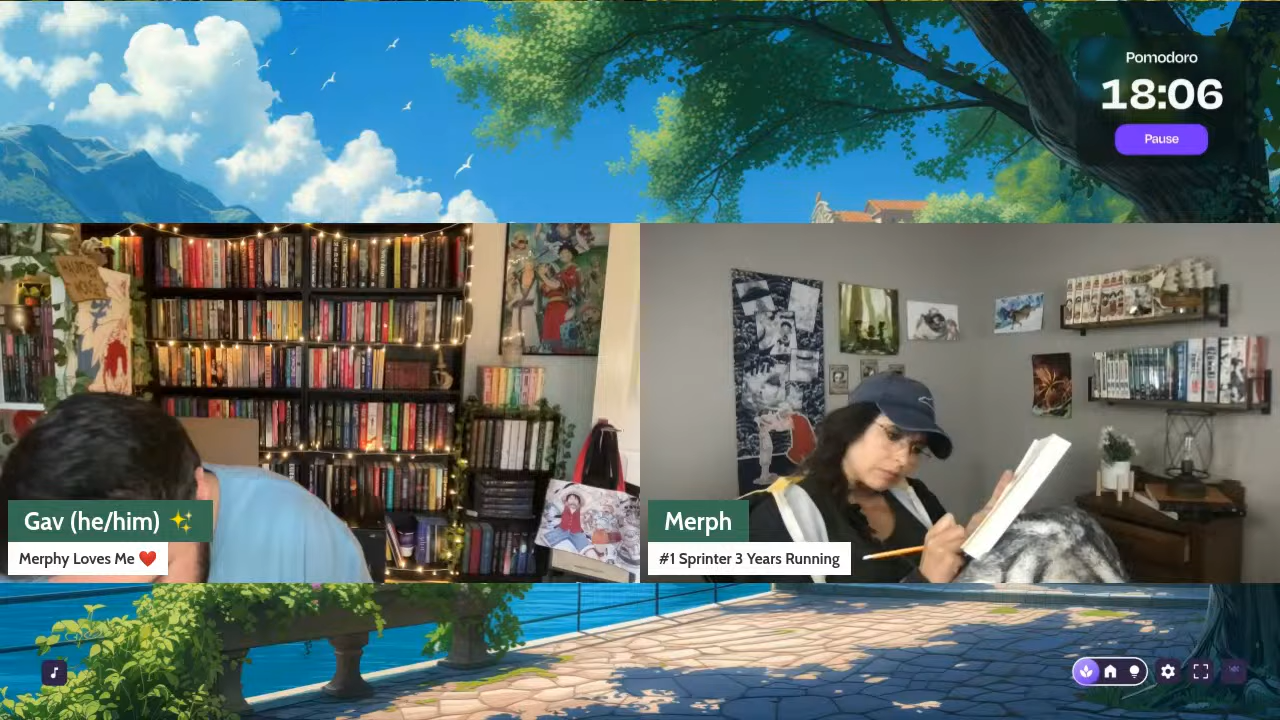 Pomodoro
18:06
Pause
Gav (he/him) ✨
Merphy Loves Me ❤️
Merph
#1 Sprinter 3 Years Running